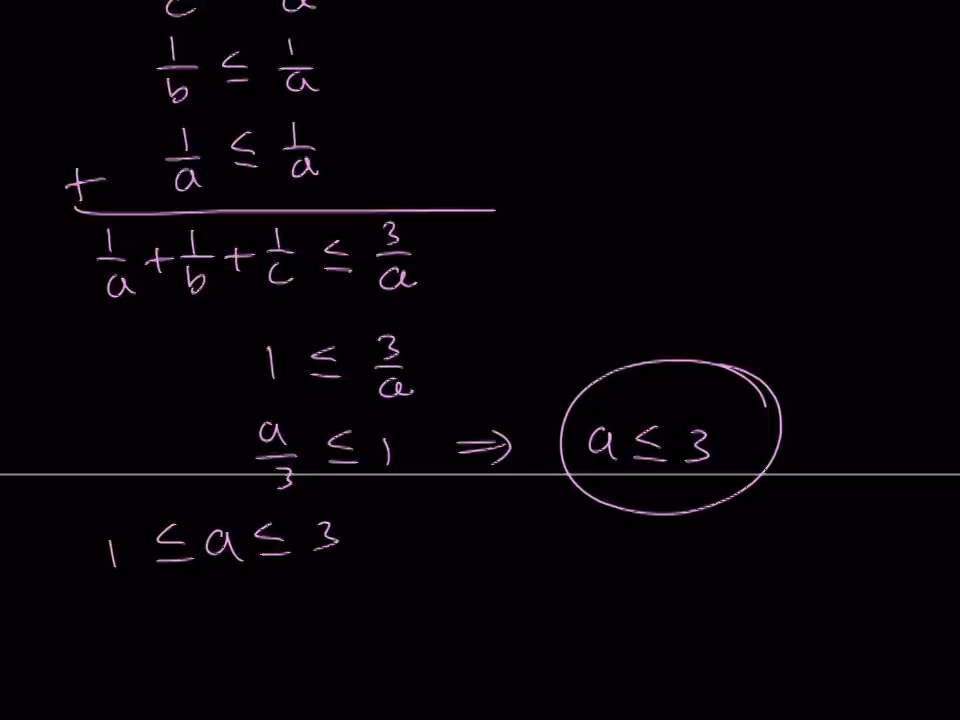 c a
1/b ≤ 1/a
+ 1/a ≤ 1/a
1/a + 1/b + 1/c ≤ 3/a
1 ≤ 3/a
a/3 ≤ 1 ⇒ a ≤ 3
1 ≤ a ≤ 3